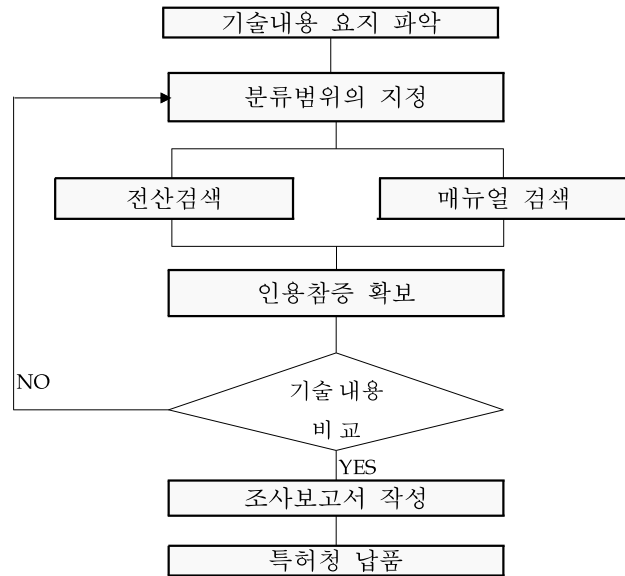 기술내용 요지 파악
분류범위의 지정
전산검색
매뉴얼 검색
인용참증 확보
NO
기술 내용
비 교
YES
조사보고서 작성
특허청 납품